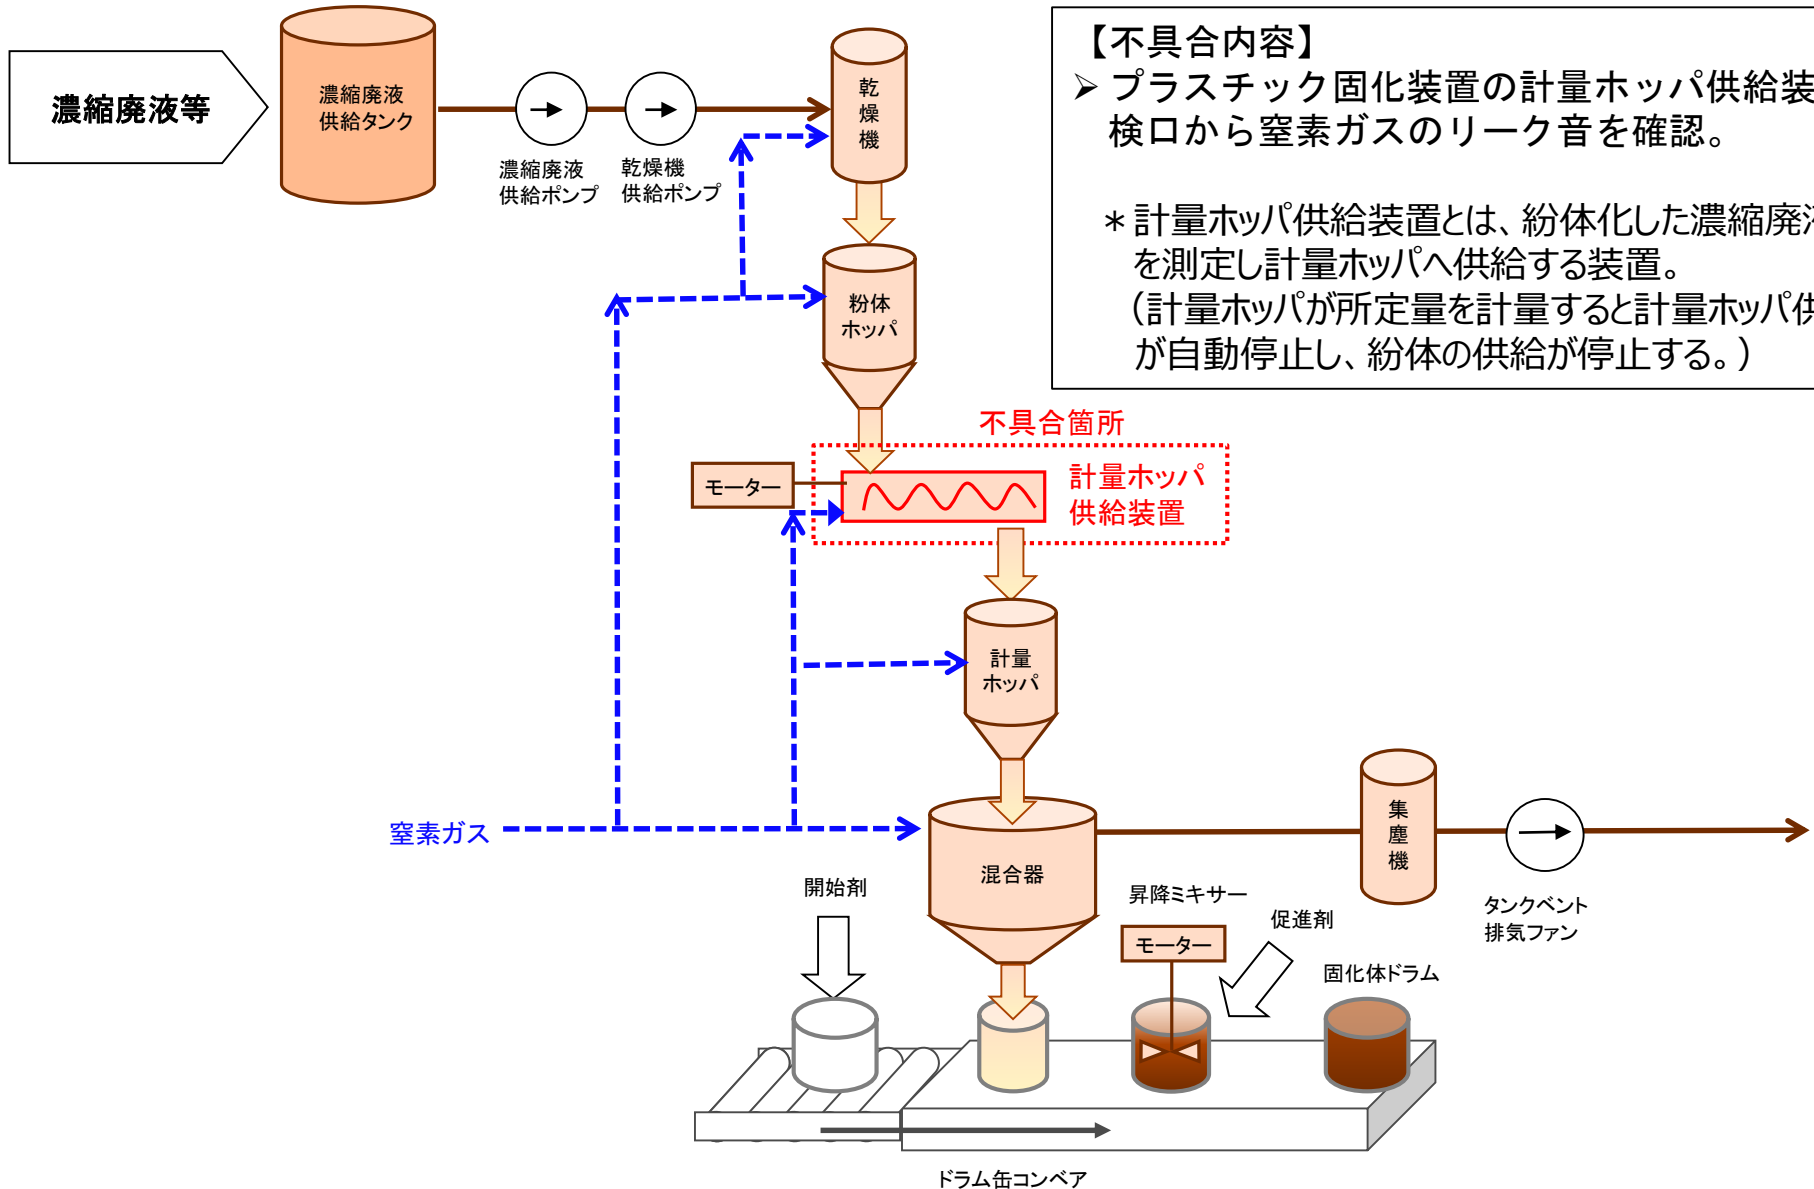 濃縮廃液等
濃縮廃液
供給タンク
濃縮廃液
供給ポンプ
乾燥機
供給ポンプ
乾燥機
【不具合内容】
➢ プラスチック固化装置の計量ホッパ供給装
検口から窒素ガスのリーク音を確認。
＊計量ホッパ供給装置とは、紛体化した濃縮廃液
を測定し計量ホッパへ供給する装置。
（計量ホッパが所定量を計量すると計量ホッパ供
が自動停止し、紛体の供給が停止する。）
粉体
ホッパ
不具合箇所
モーター
計量ホッパ
供給装置
計量
ホッパ
窒素ガス
混合器
集塵機
タンクベント
排気ファン
開始剤
昇降ミキサー
モーター
促進剤
固化体ドラム
ドラム缶コンベア